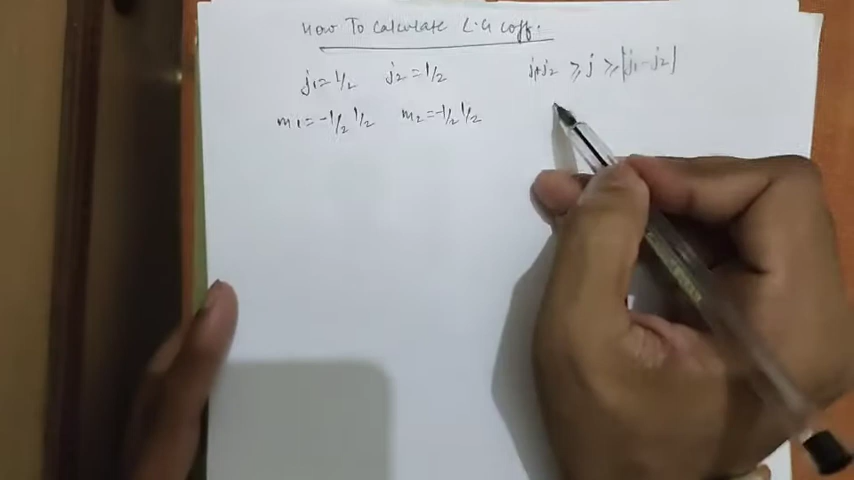 How To Calculate C.G Coff.
j₁=1/2 j₂=1/2 j₁+j₂ ≥ j ≥ |j₁-j₂|
m₁=-1/2 1/2 m₂=-1/2 1/2